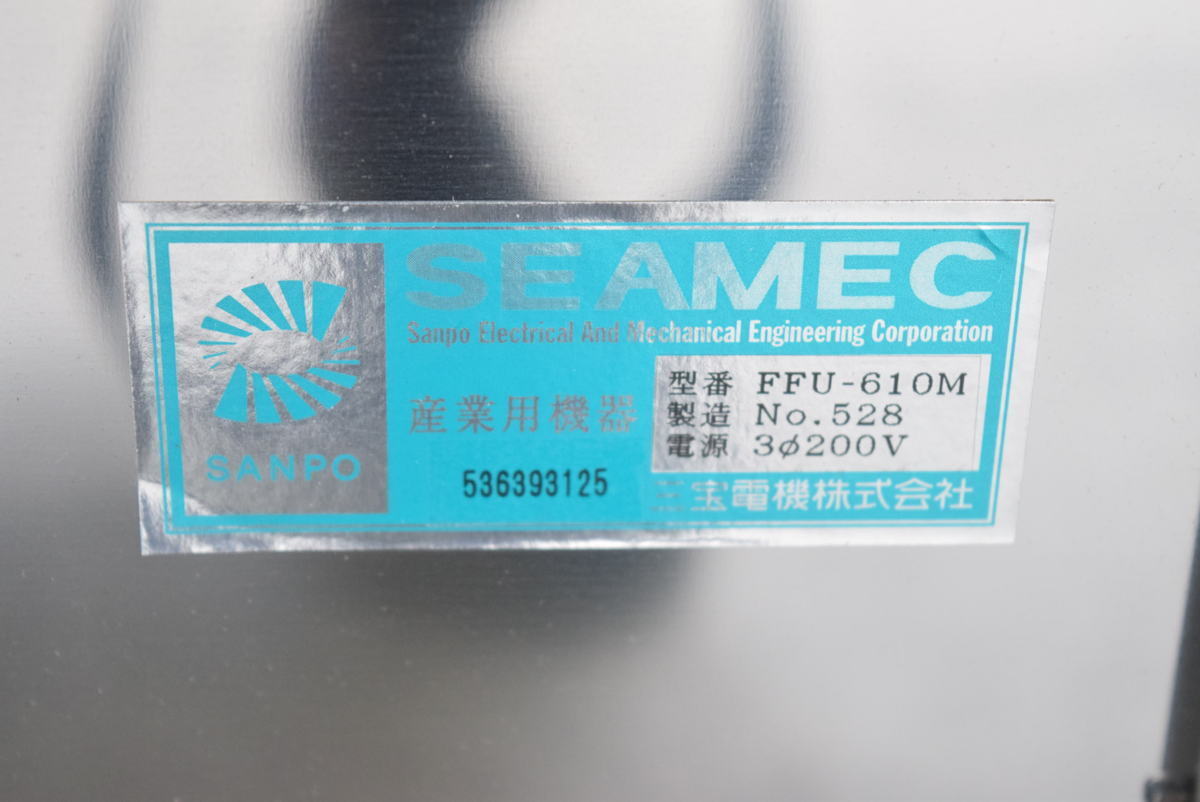 SEAMEC
Sanpo Electrical And Mechanical Engineering Corporation
SANPO
産業用機器
型番 FFU-610M
製造 No.528
電源 3φ200V
536393125
三宝電機株式会社